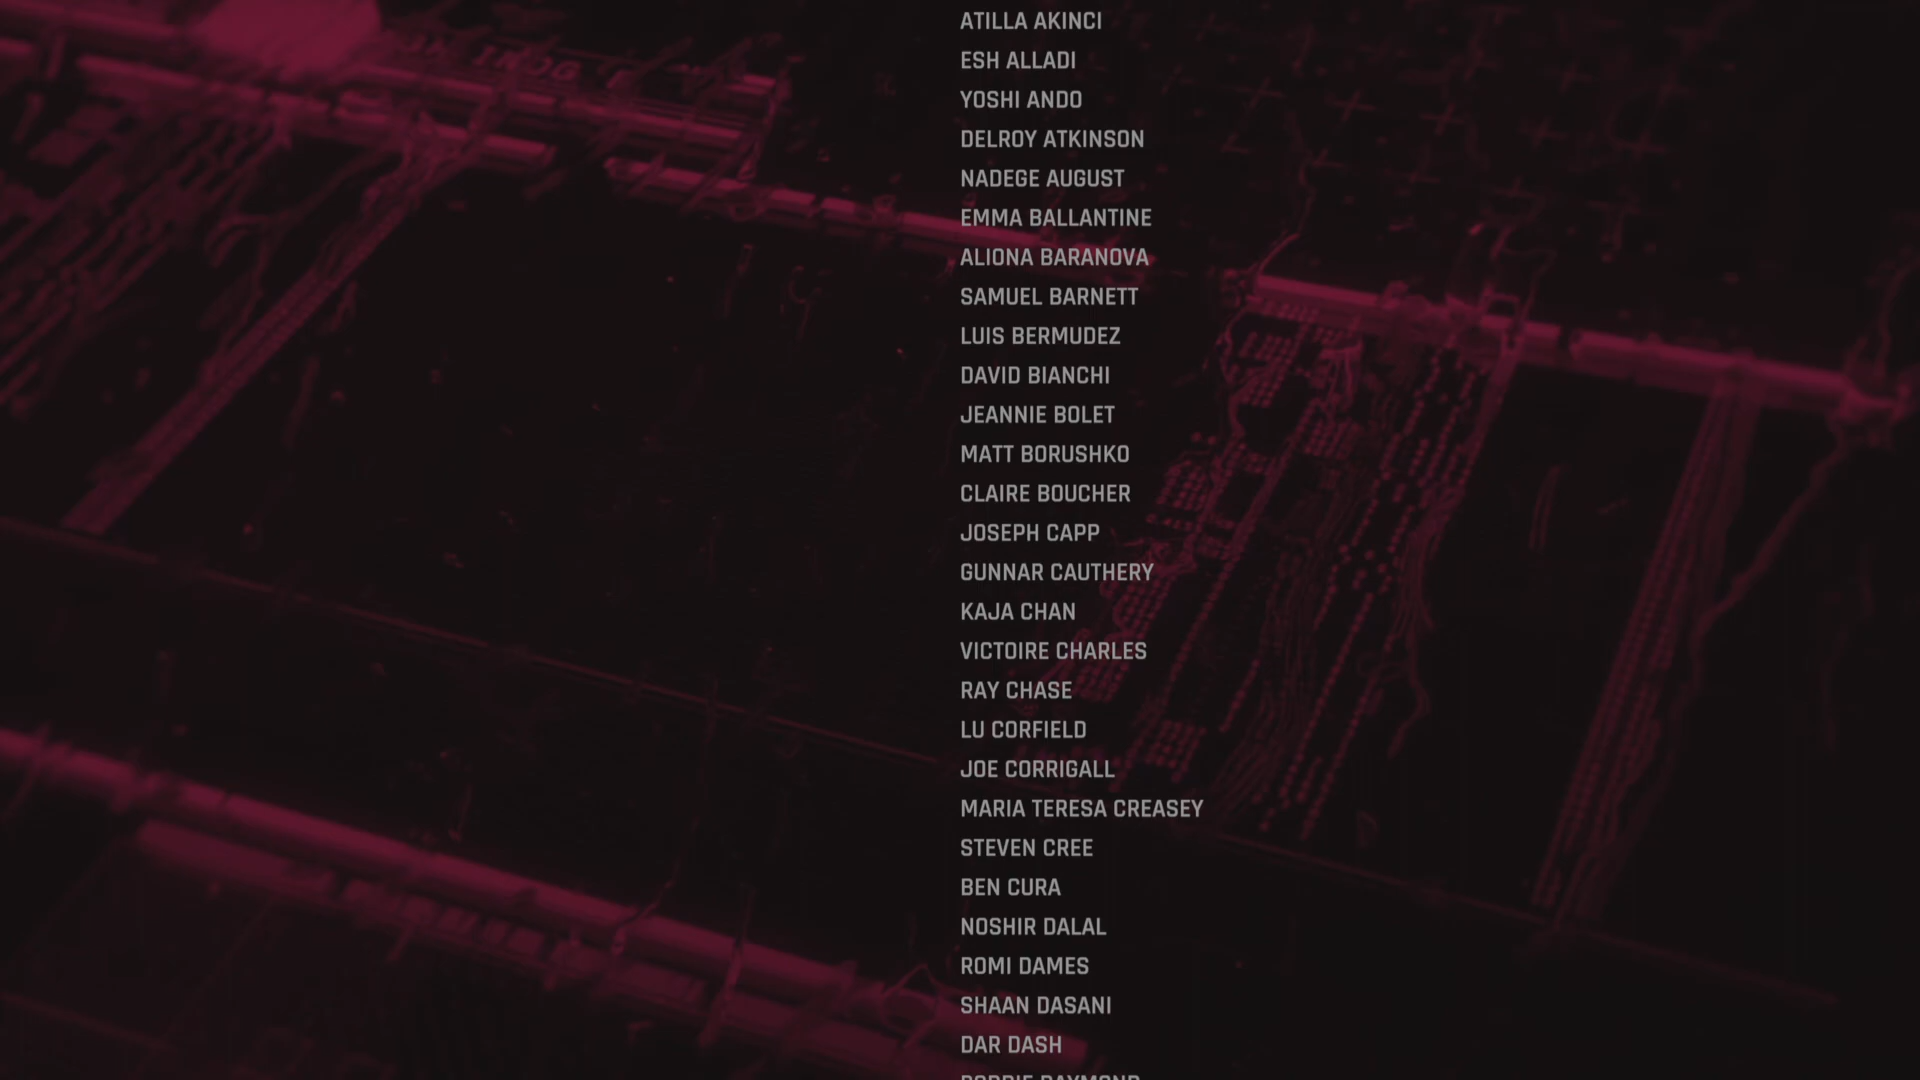 ATILLA AKINCI
ESH ALLADI
YOSHI ANDO
DELROY ATKINSON
NADEGE AUGUST
EMMA BALLANTINE
ALIONA BARANOVA
SAMUEL BARNETT
LUIS BERMUDEZ
DAVID BIANCHI
JEANNIE BOLET
MATT BORUSHKO
CLAIRE BOUCHER
JOSEPH CAPP
GUNNAR CAUTHERY
KAJA CHAN
VICTOIRE CHARLES
RAY CHASE
LU CORFIELD
JOE CORRIGALL
MARIA TERESA CREASEY
STEVEN CREE
BEN CURA
NOSHIR DALAL
ROMI DAMES
SHAAN DASANI
DAR DASH